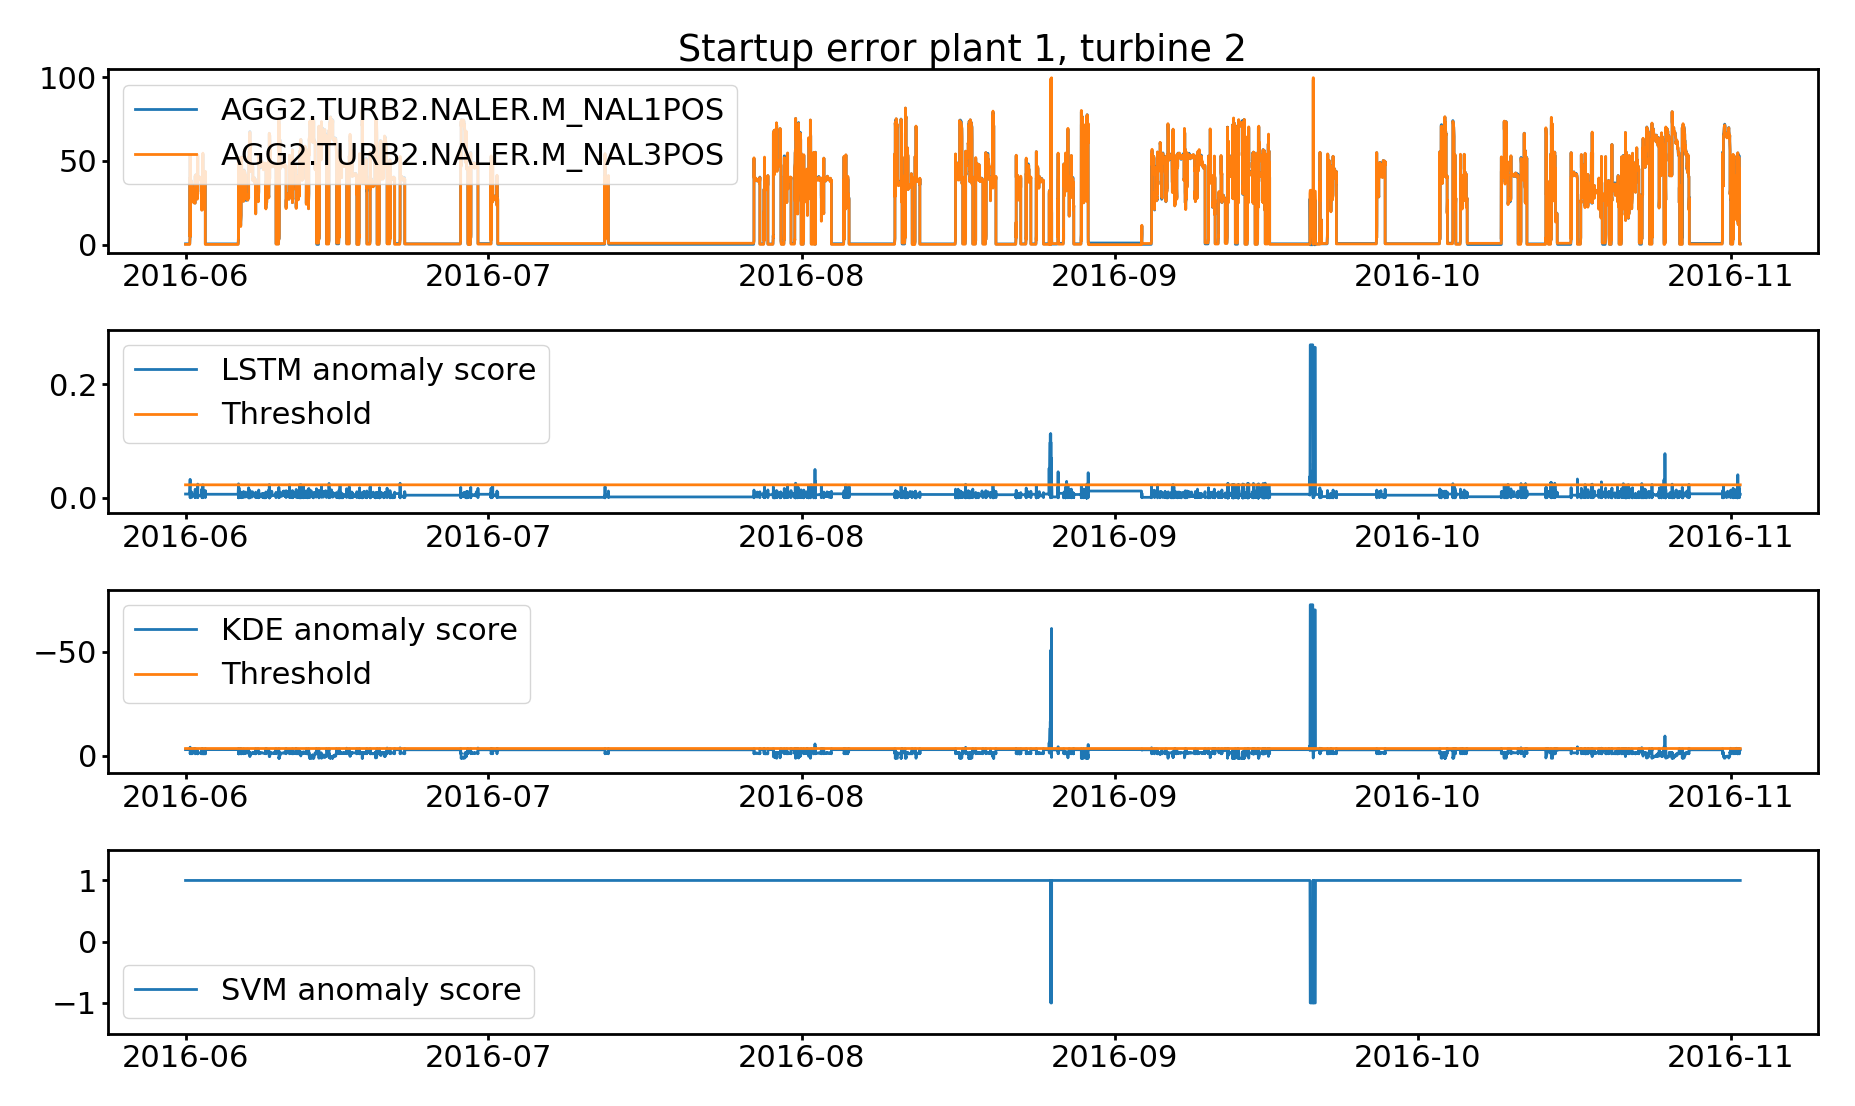 Startup error plant 1, turbine 2
100
50
0
AGG2.TURB2.NALER.M_NAL1POS
AGG2.TURB2.NALER.M_NAL3POS
2016-06 2016-07 2016-08 2016-09 2016-10 2016-11
0.2
0.0
LSTM anomaly score
Threshold
2016-06 2016-07 2016-08 2016-09 2016-10 2016-11
−50
0
KDE anomaly score
Threshold
2016-06 2016-07 2016-08 2016-09 2016-10 2016-11
1
0
−1
SVM anomaly score
2016-06 2016-07 2016-08 2016-09 2016-10 2016-11